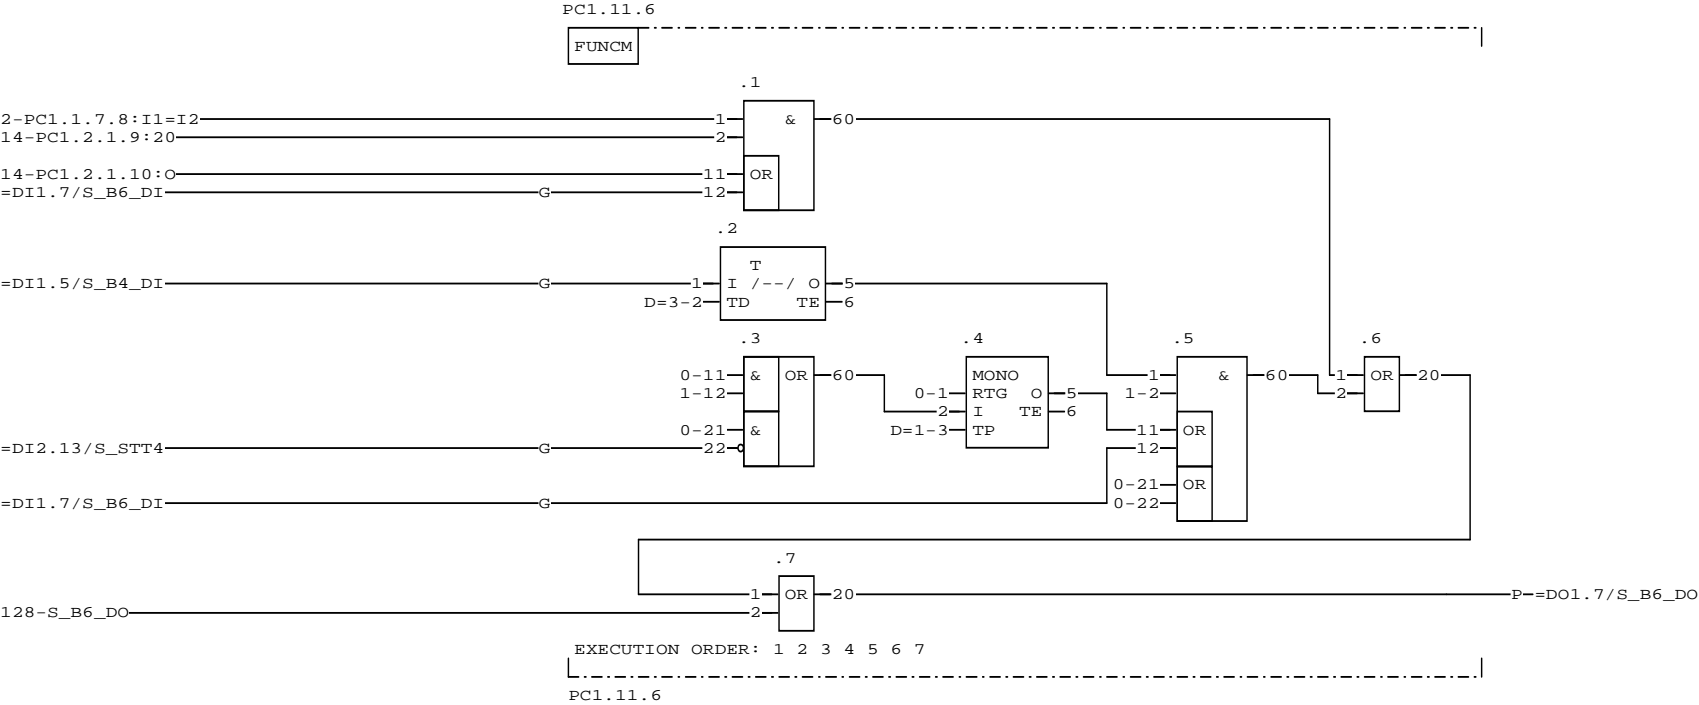 PC1.11.6
FUNCM
.1
2-PC1.1.7.8:I1=I2 1 & 60
14-PC1.2.1.9:20 2
14-PC1.2.1.10:O 11 OR
=DI1.7/S_B6_DI G 12
.2
T
=DI1.5/S_B4_DI G 1 I /--/ O 5
D=3-2 TD TE 6
.3 .4 .5 .6
0-11 & OR 60 MONO 1 & 60 1 OR 20
1-12 0-1 RTG O 5 1-2 2
2 I TE 6
0-21 & D=1-3 TP 11 OR
=DI2.13/S_STT4 G 22 12
0-21 OR
=DI1.7/S_B6_DI G 0-22
.7
1 OR 20 P =DO1.7/S_B6_DO
128-S_B6_DO 2
EXECUTION ORDER: 1 2 3 4 5 6 7
PC1.11.6